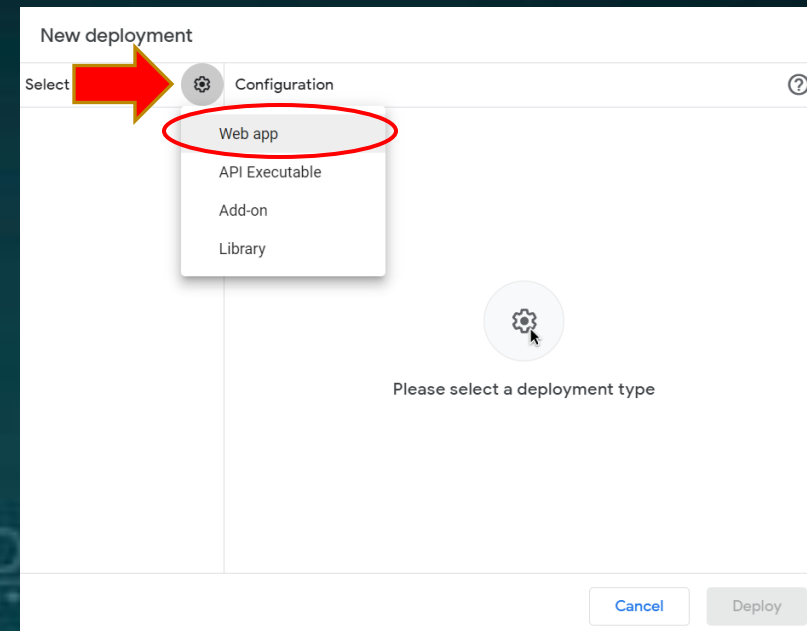 New deployment
Select
Configuration
Web app
API Executable
Add-on
Library
Please select a deployment type
Cancel
Deploy